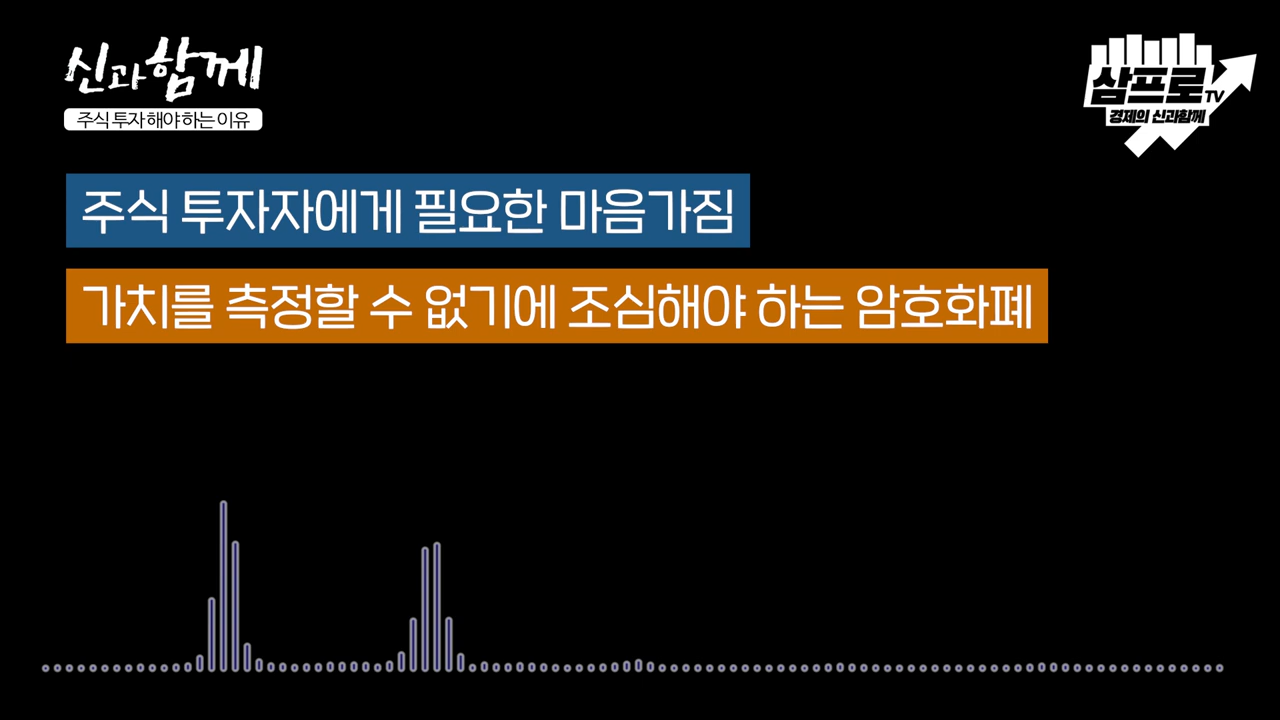 신과함께
주식 투자 해야 하는 이유
삼프로TV
경제의 신과함께
주식 투자자에게 필요한 마음가짐
가치를 측정할 수 없기에 조심해야 하는 암호화폐